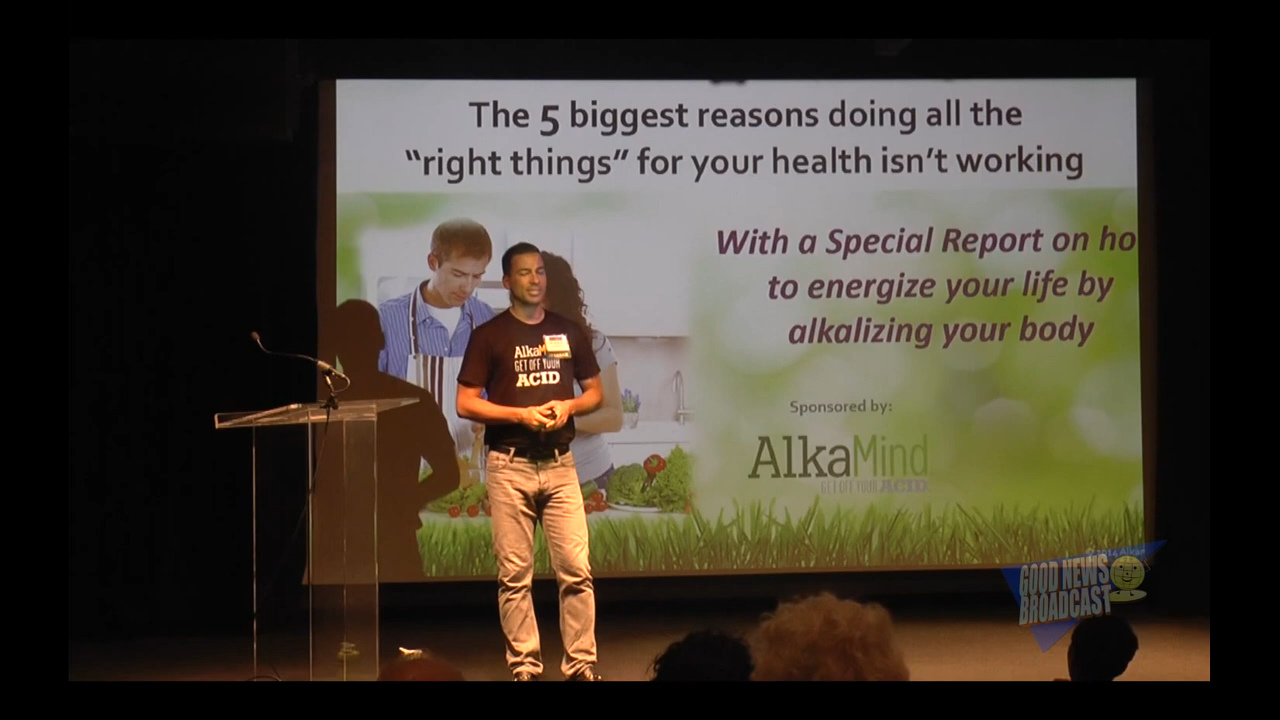 The 5 biggest reasons doing all the
“right things” for your health isn’t working
With a Special Report on ho
to energize your life by
alkalizing your body
Sponsored by:
AlkaMind
GET OFF YOUR ACID
AlkaM
GET OFF YOUR
ACID
GOOD NEWS
BROADCAST